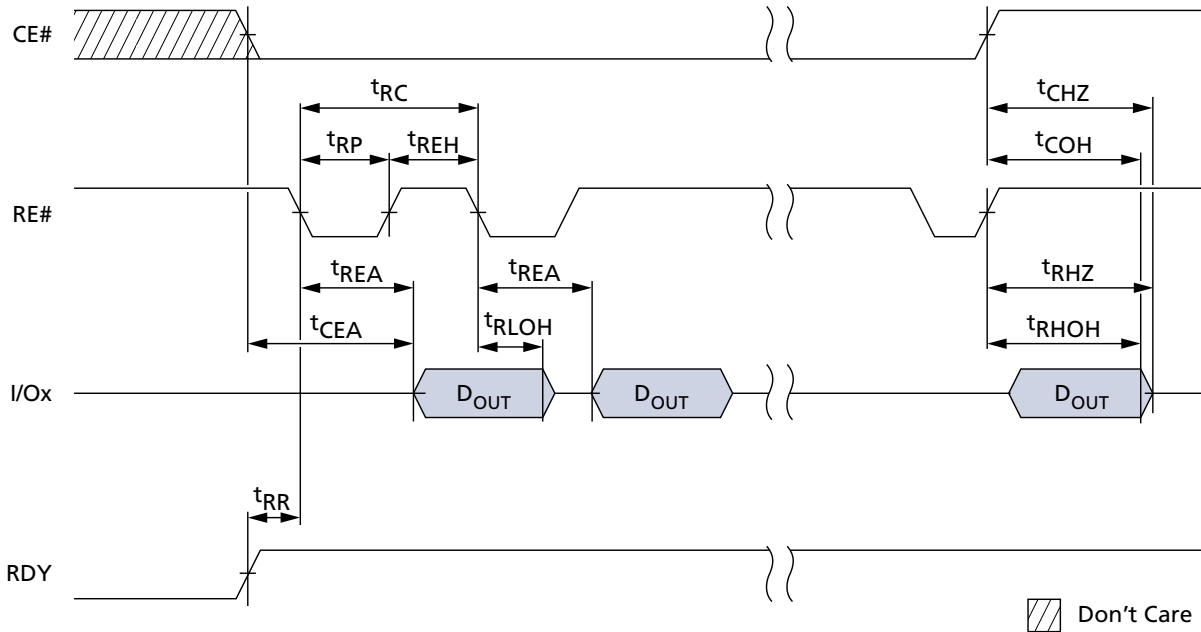 CE#
tRC
tCHZ
tRP
tREH
tCOH
RE#
tREA
tREA
tRHZ
tCEA
tRLOH
tRHOH
I/Ox
DOUT
DOUT
DOUT
tRR
RDY
Don't Care